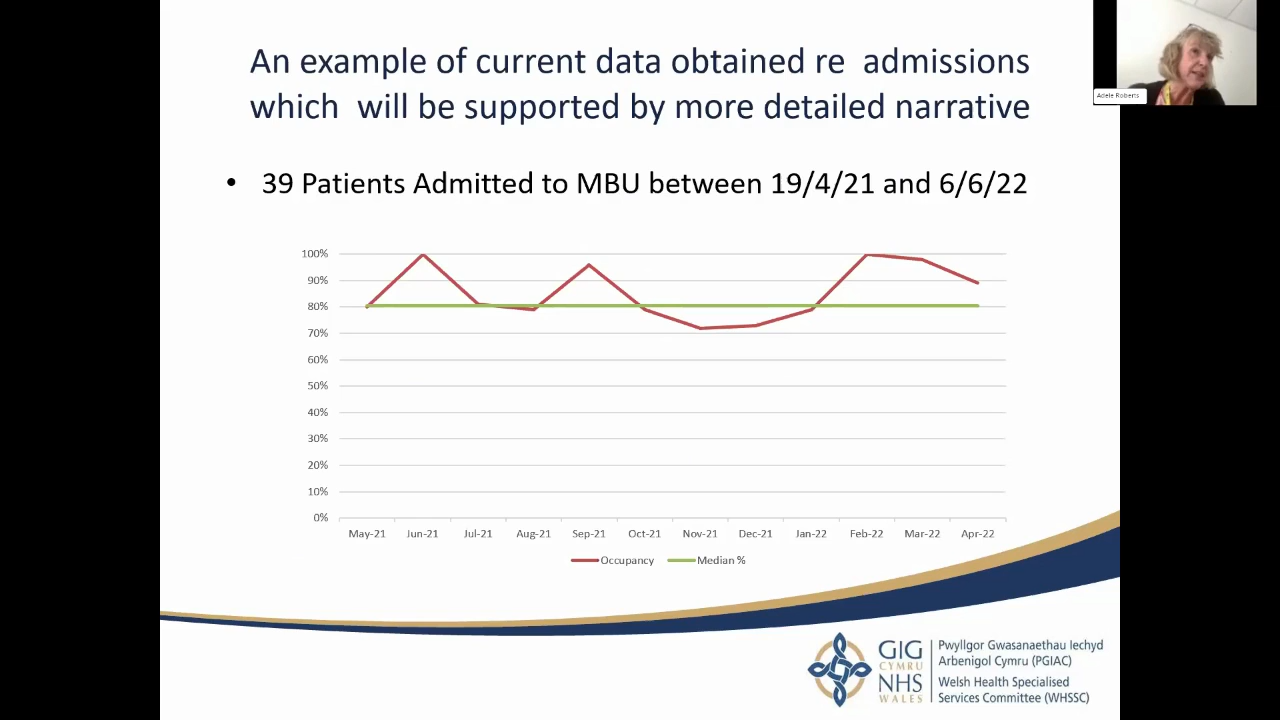 An example of current data obtained re  admissions
which  will be supported by more detailed narrative
Adele Roberts
• 39 Patients Admitted to MBU between 19/4/21 and 6/6/22
100%
90%
80%
70%
60%
50%
40%
30%
20%
10%
0%
May-21 Jun-21 Jul-21 Aug-21 Sep-21 Oct-21 Nov-21 Dec-21 Jan-22 Feb-22 Mar-22 Apr-22
Occupancy Median %
GIG
CYMRU
NHS
WALES
Pwyllgor Gwasanaethau Iechyd
Arbenigol Cymru (PGIAC)
Welsh Health Specialised
Services Committee (WHSSC)